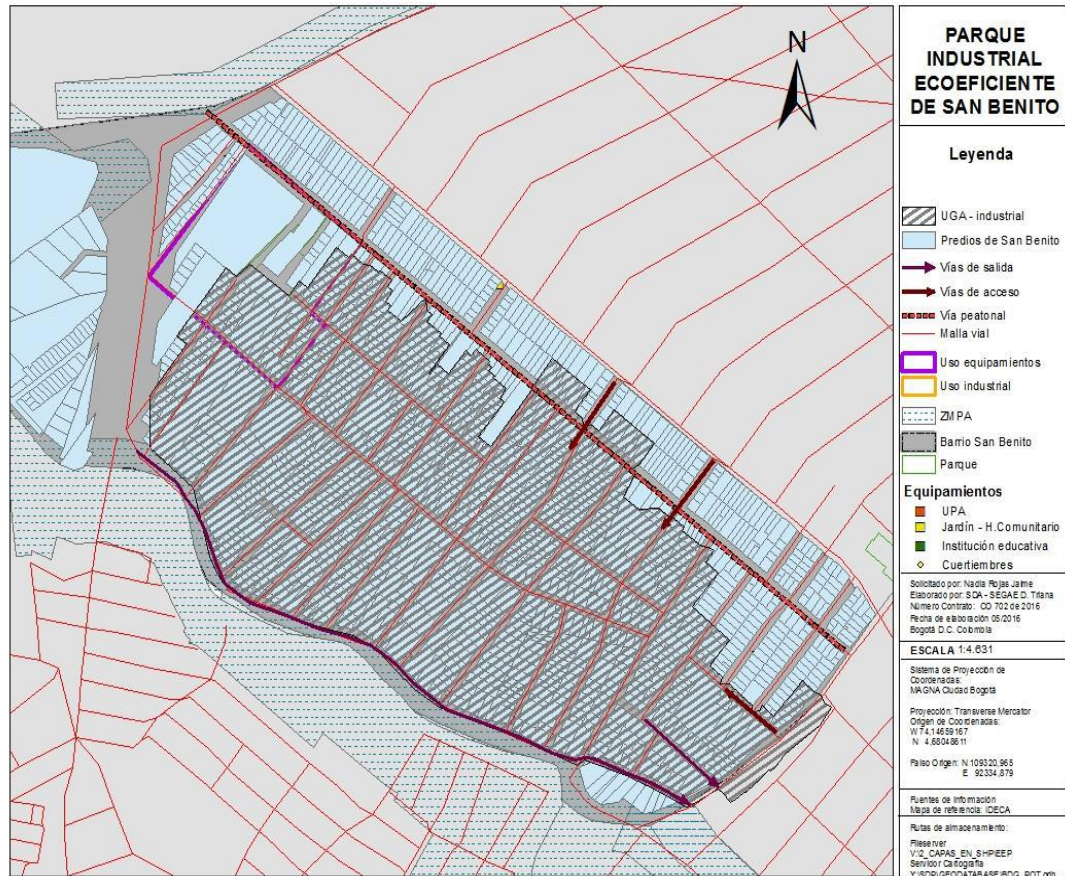 N
PARQUE
INDUSTRIAL
ECOEFICIENTE
DE SAN BENITO
Leyenda
UGA - industrial
Predios de San Benito
Vías de salida
Vías de acceso
Vía peatonal
Malla vial
Uso equipamientos
Uso industrial
ZMPA
Barrio San Benito
Parque
Equipamientos
UPA
Jardín - H.Comunitario
Institución educativa
Cuertiembres
Solicitado por: Nadia Rojas Jaime
Elaborado por: SDA - SEGAE D. Triana
Número Contrato: CO 702 de 2016
Fecha de elaboración 05/2016
Bogotá D.C. Colombia
ESCALA 1:4.631
Sistema de Proyección de
Coordenadas:
MAGNA Ciudad Bogotá
Proyección: Transverse Mercator
Origen de Coordenadas:
W 74,14659167
N 4,68048611
Falso Origen: N 109320,965
E 92334,879
Fuentes de Información
Mapa de referencia: IDECA
Rutas de almacenamiento:
Fileserver
V:\2_CAPAS_EN_SHP\EEP
Servidor Cartografía